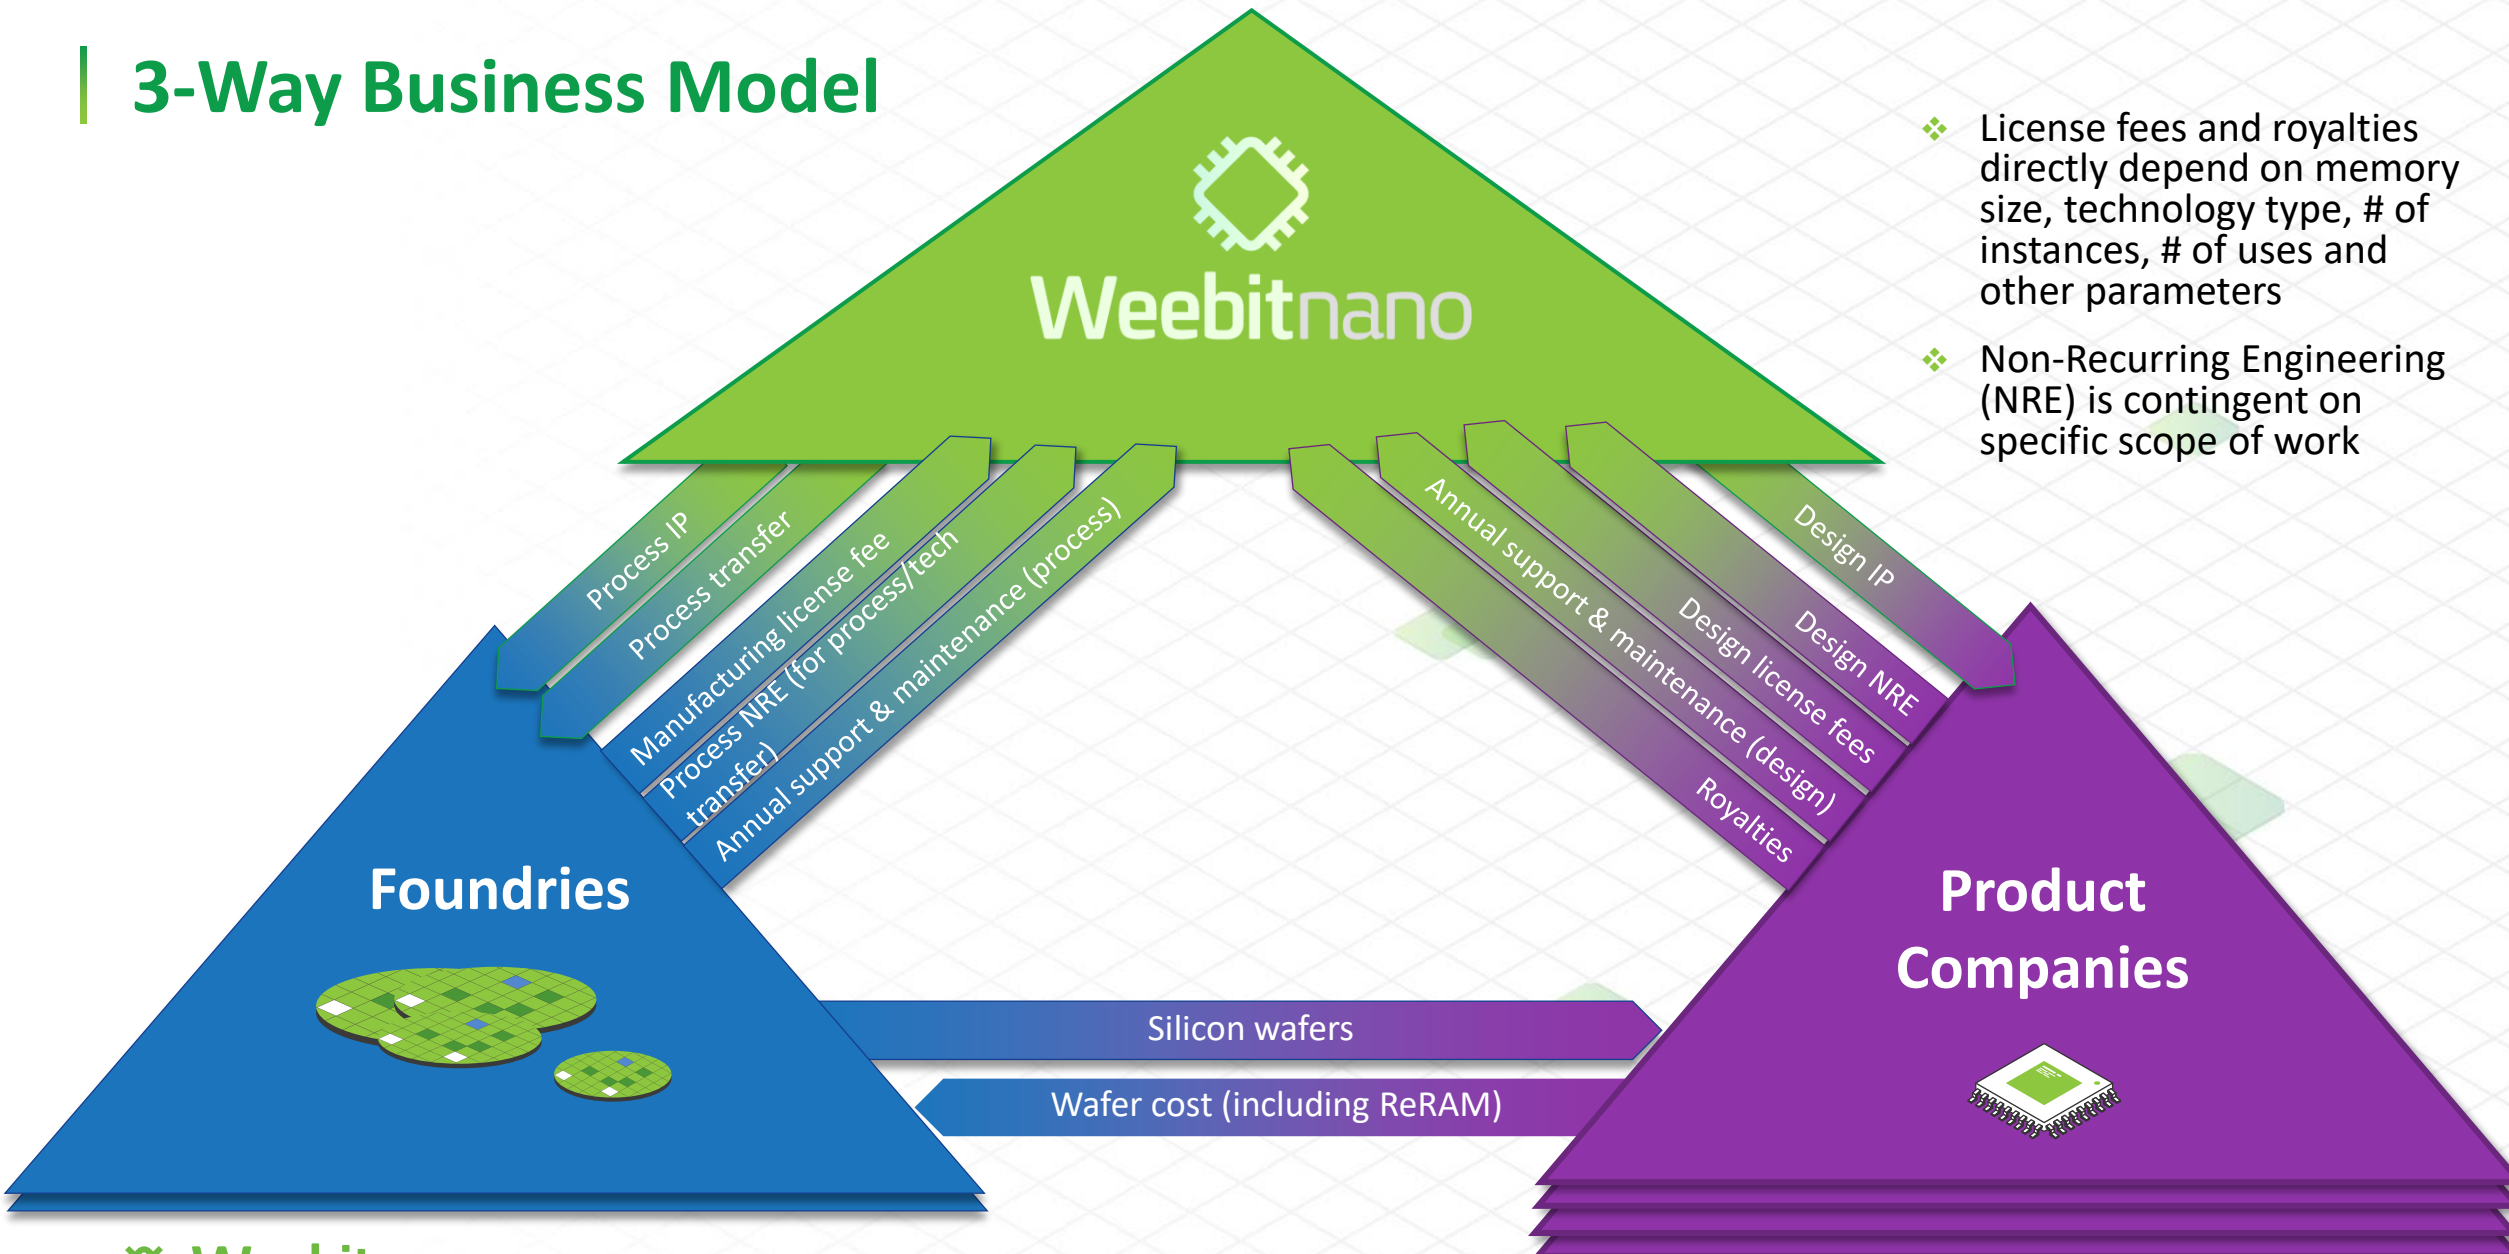 3-Way Business Model
Weebitnano
License fees and royalties
directly depend on memory
size, technology type, # of
instances, # of uses and
other parameters
Non-Recurring Engineering
(NRE) is contingent on
specific scope of work
Process IP
Process transfer
Manufacturing license fee
Process NRE (for process/tech
transfer)
Annual support & maintenance (process)
Royalties
Annual support & maintenance (design)
Design license fees
Design NRE
Design IP
Foundries
Product
Companies
Silicon wafers
Wafer cost (including ReRAM)